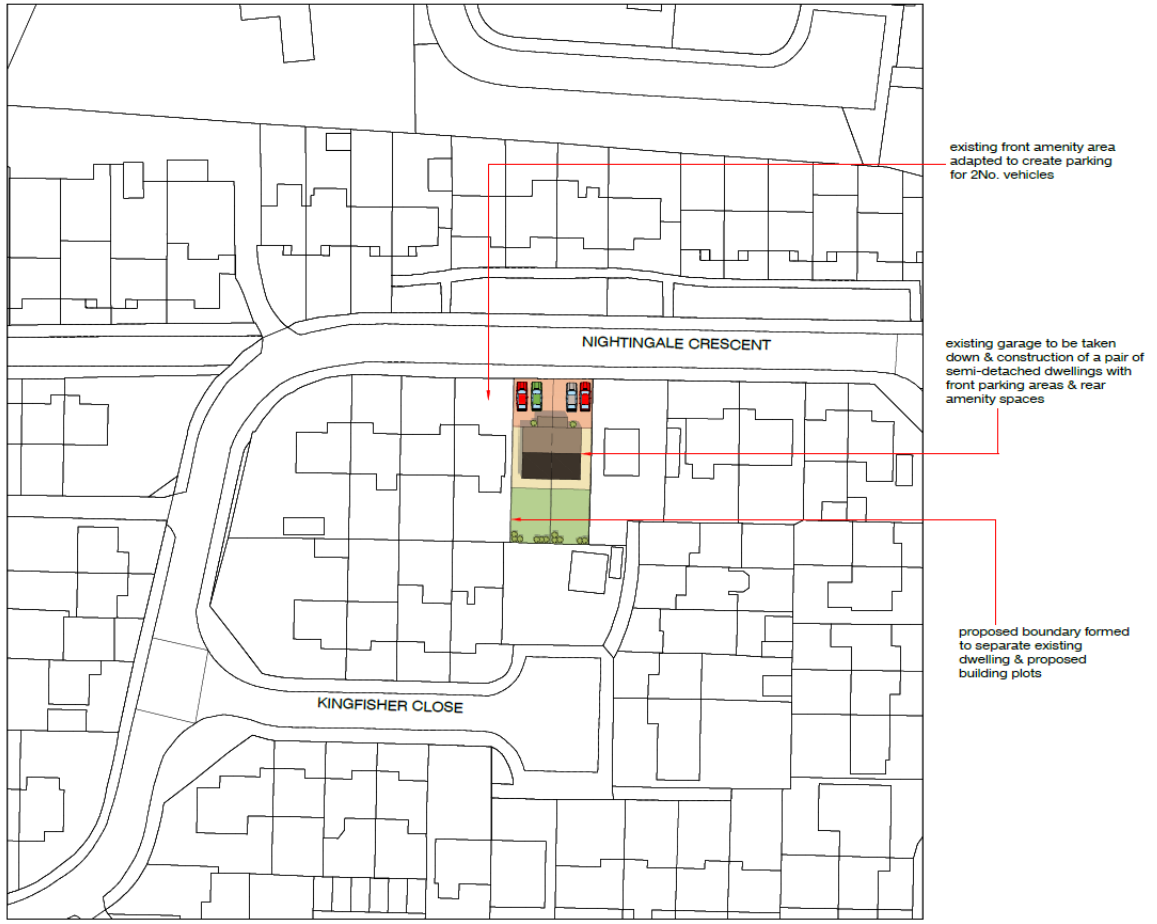 existing front amenity area
adapted to create parking
for 2No. vehicles
NIGHTINGALE CRESCENT
existing garage to be taken
down & construction of a pair of
semi-detached dwellings with
front parking areas & rear
amenity spaces
proposed boundary formed
to separate existing
dwelling & proposed
building plots
KINGFISHER CLOSE